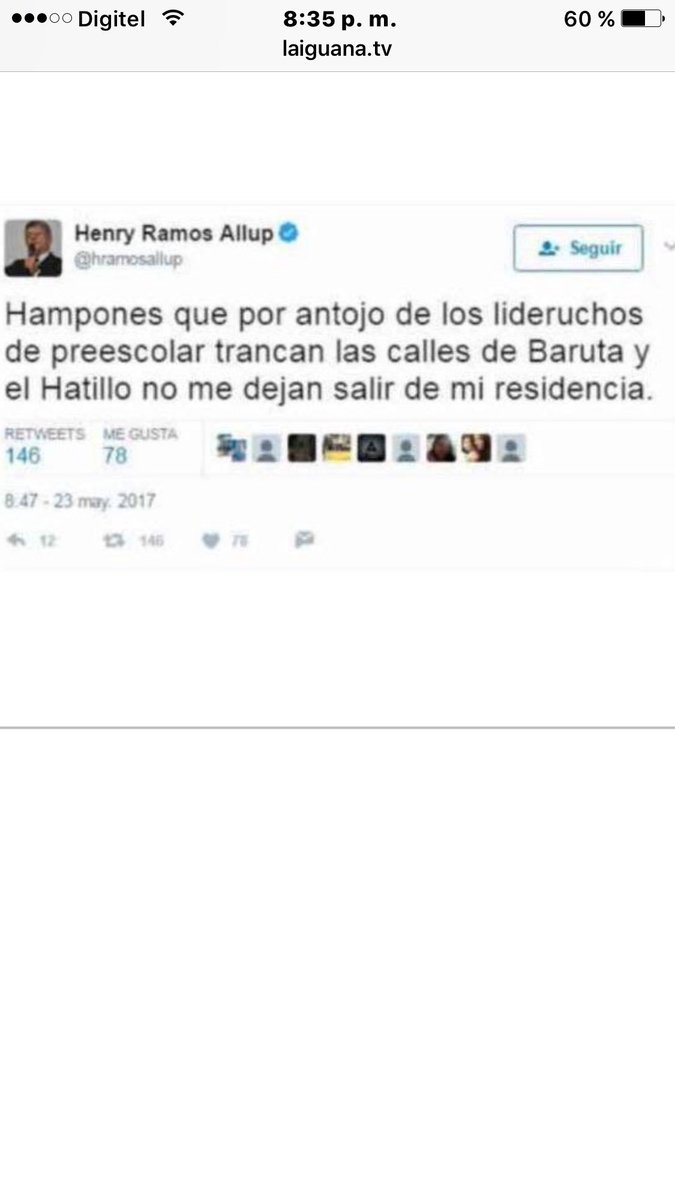 Digitel 8:35 p. m. 60 %
laiguana.tv
Henry Ramos Allup
@hramosallup
Seguir
Hampones que por antojo de los lideruchos
de preescolar trancan las calles de Baruta y
el Hatillo no me dejan salir de mi residencia.
RETWEETS ME GUSTA
146 78
8:47 - 23 may. 2017
12 146 78